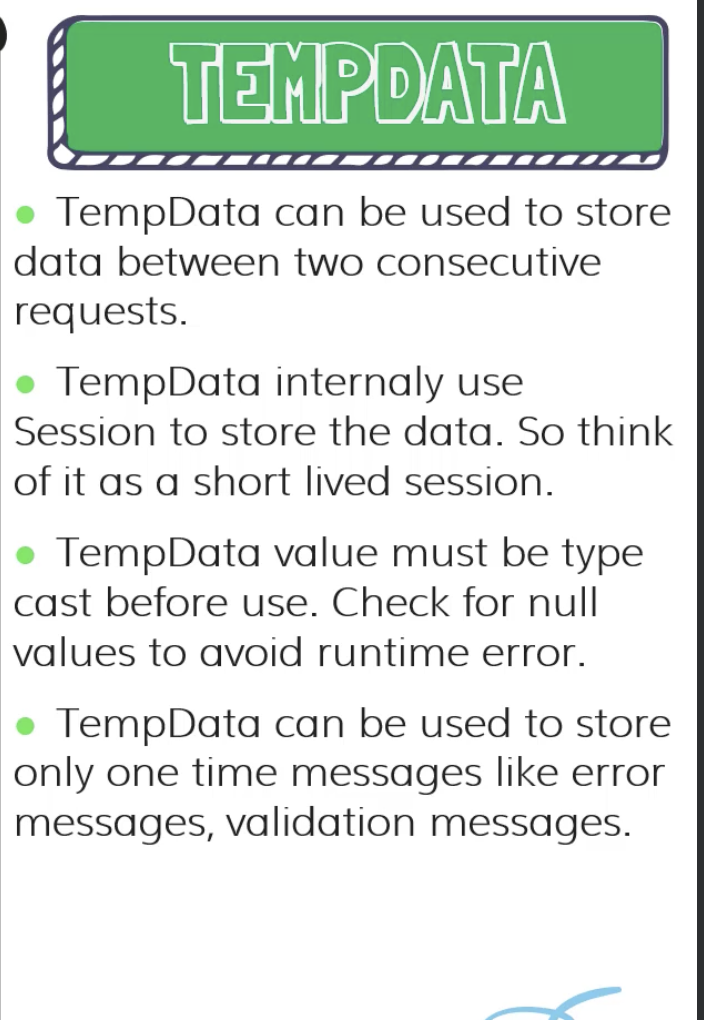 TEMPDATA
● TempData can be used to store
data between two consecutive
requests.
● TempData internaly use
Session to store the data. So think
of it as a short lived session.
● TempData value must be type
cast before use. Check for null
values to avoid runtime error.
● TempData can be used to store
only one time messages like error
messages, validation messages.